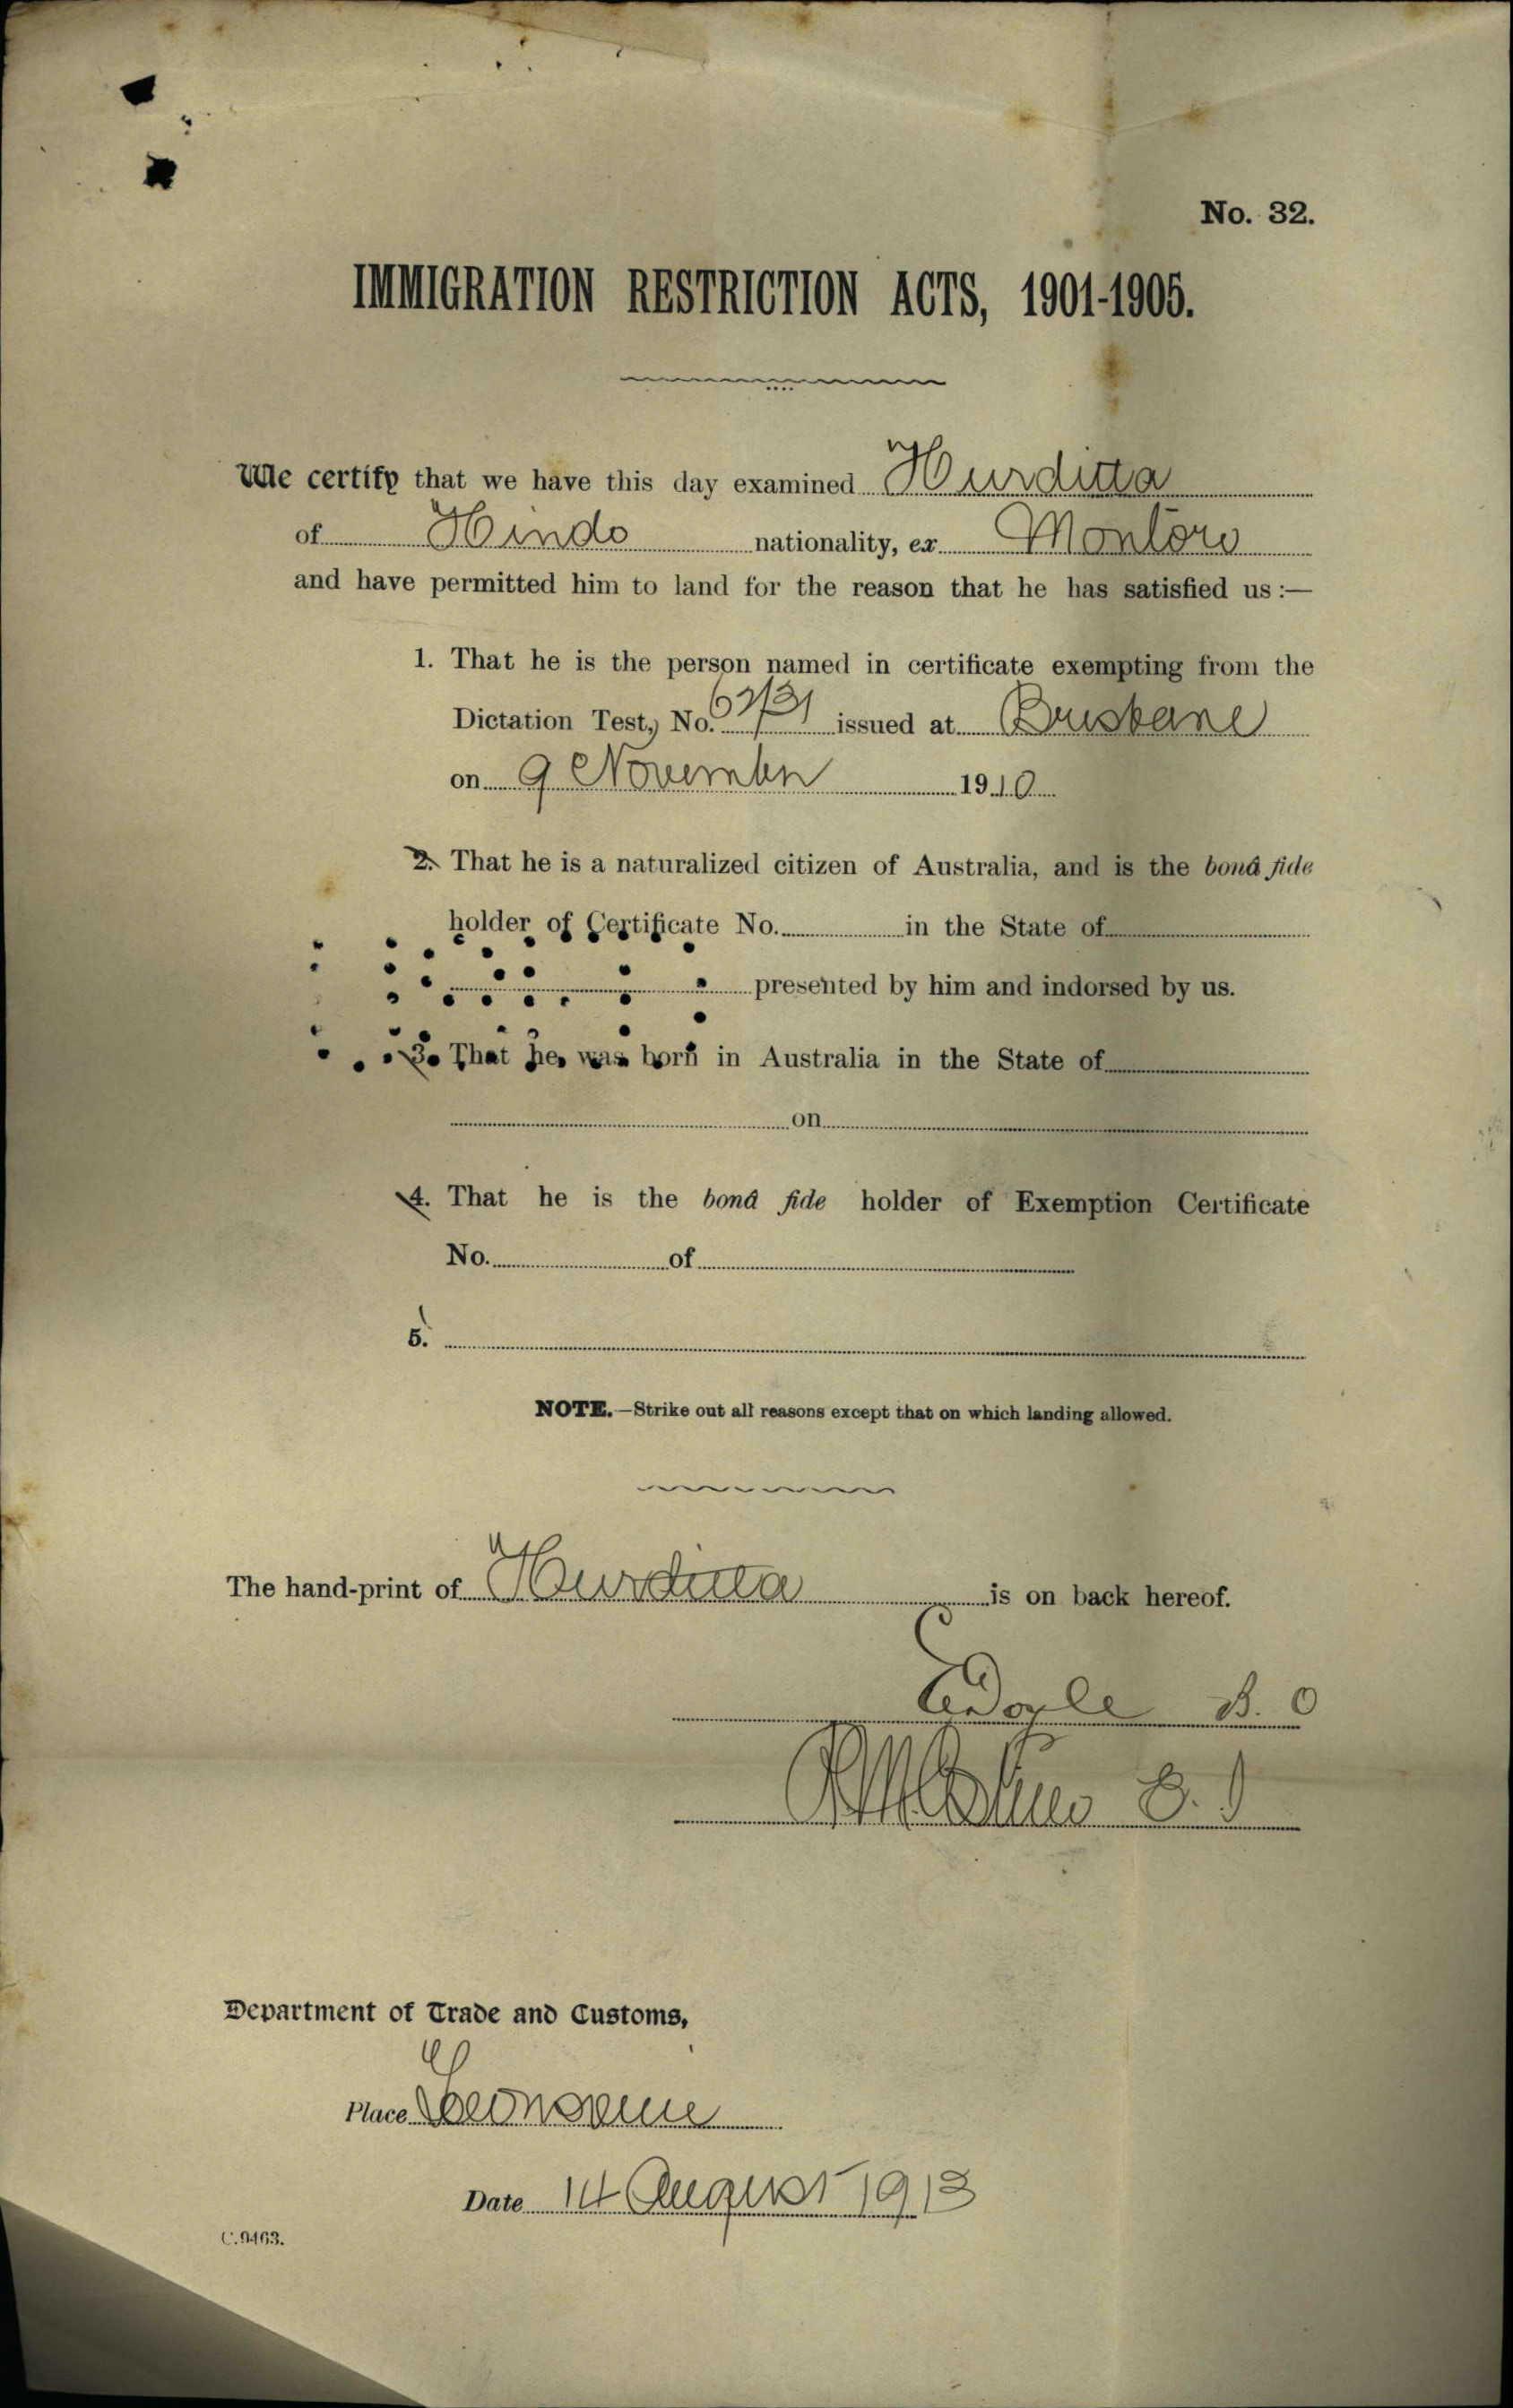 No. 32.
IMMIGRATION RESTRICTION ACTS, 1901-1905.
We certify that we have this day examined Hurditta
of Hindo nationality, ex Montoro
and have permitted him to land for the reason that he has satisfied us :—
1. That he is the person named in certificate exempting from the
Dictation Test, No. 62/31 issued at Brisbane
on 9 November 1910
2. That he is a naturalized citizen of Australia, and is the bonâ fide
holder of Certificate No. in the State of
presented by him and indorsed by us.
3. That he was born in Australia in the State of
on
4. That he is the bonâ fide holder of Exemption Certificate
No. of
5.
NOTE.—Strike out all reasons except that on which landing allowed.
The hand-print of Hurditta is on back hereof.
Doyle B. O
Department of Trade and Customs,
Place
Date 14 August 1913
C.9463.